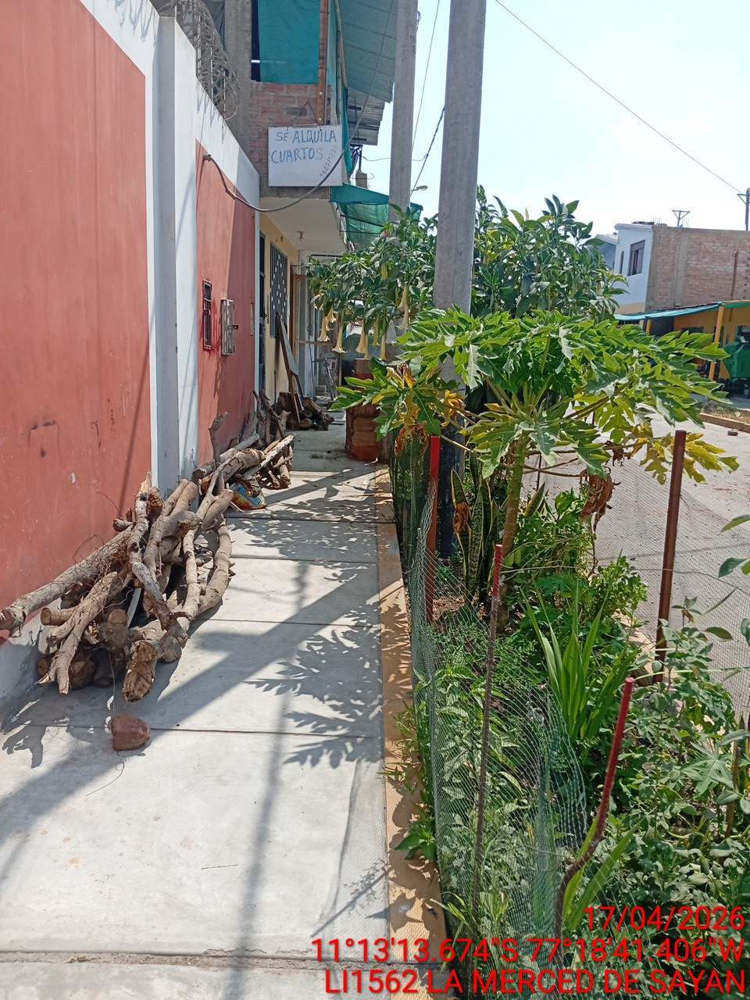 SE ALQUILA
CUARTOS
17/04/2026
11°13'13.674"S 77°18'41.406"W
LI1562 LA MERCED DE SAYAN